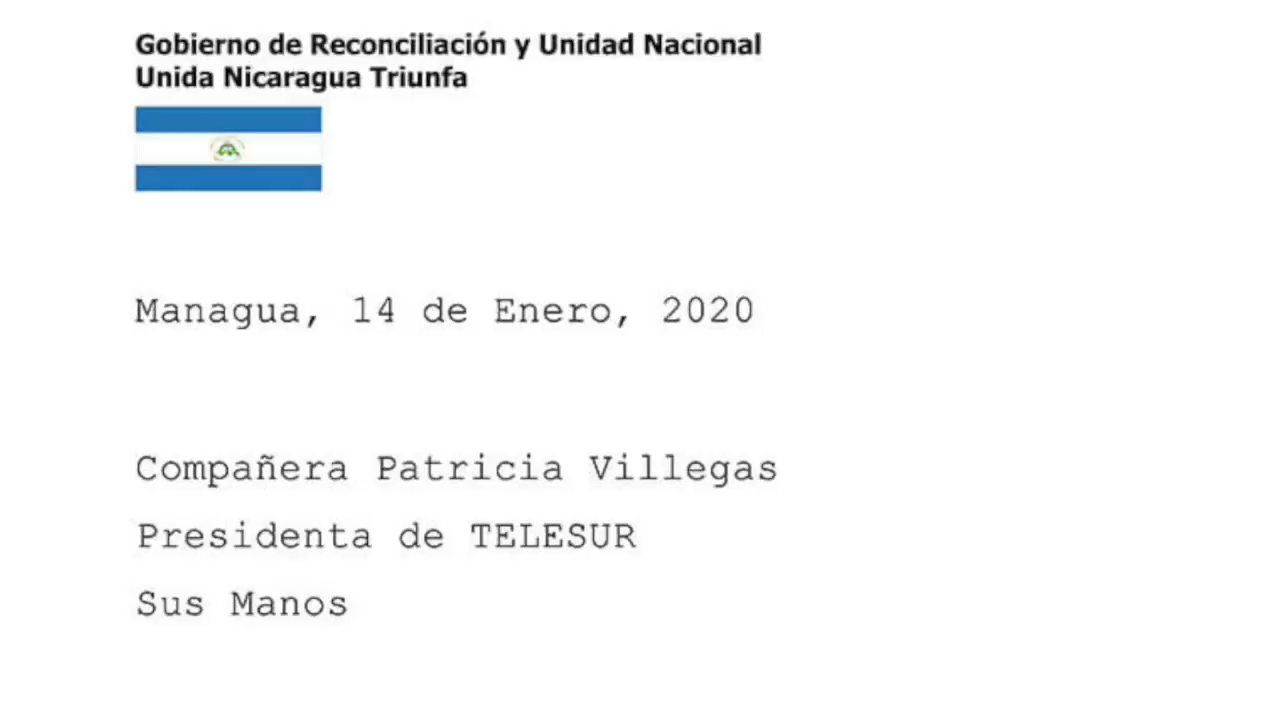 Gobierno de Reconciliación y Unidad Nacional
Unida Nicaragua Triunfa
Managua, 14 de Enero, 2020
Compañera Patricia Villegas
Presidenta de TELESUR
Sus Manos